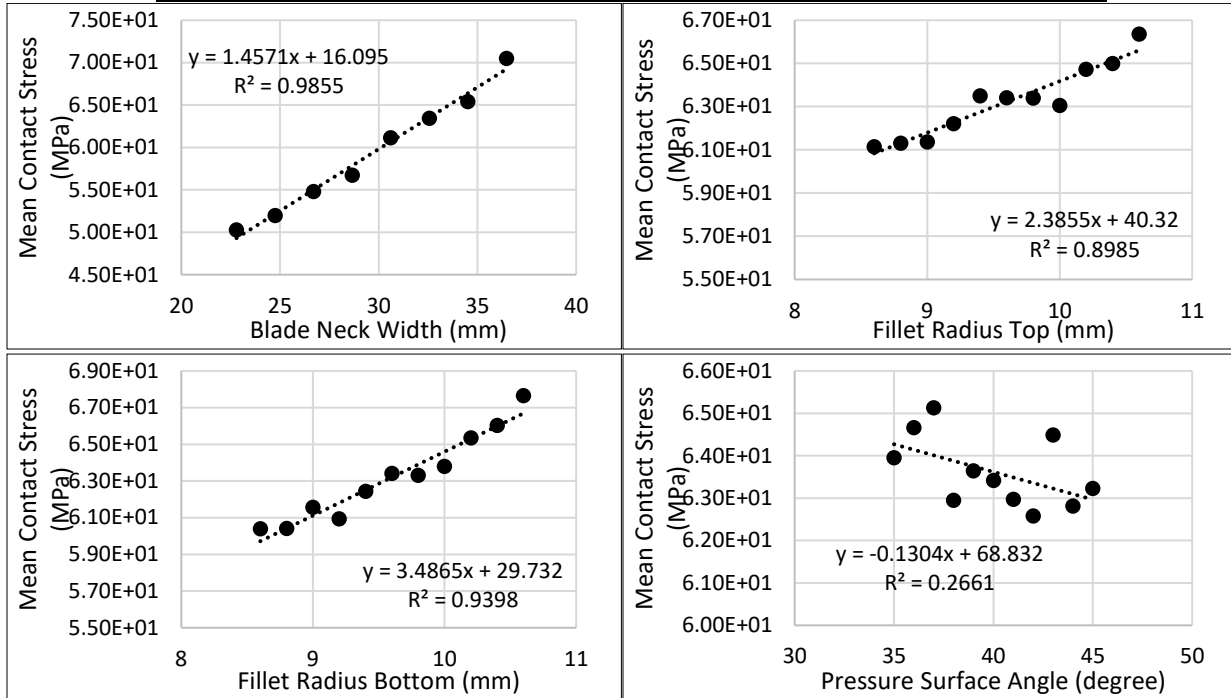 7.50E+01
7.00E+01
6.50E+01
6.00E+01
5.50E+01
5.00E+01
4.50E+01
Mean Contact Stress
(MPa)
y = 1.4571x + 16.095
R² = 0.9855
20 25 30 35 40
Blade Neck Width (mm)
6.70E+01
6.50E+01
6.30E+01
6.10E+01
5.90E+01
5.70E+01
5.50E+01
Mean Contact Stress
(MPa)
y = 2.3855x + 40.32
R² = 0.8985
8 9 10 11
Fillet Radius Top (mm)
6.90E+01
6.70E+01
6.50E+01
6.30E+01
6.10E+01
5.90E+01
5.70E+01
5.50E+01
Mean Contact Stress
(MPa)
y = 3.4865x + 29.732
R² = 0.9398
8 9 10 11
Fillet Radius Bottom (mm)
6.60E+01
6.50E+01
6.40E+01
6.30E+01
6.20E+01
6.10E+01
6.00E+01
Mean Contact Stress
(MPa)
y = -0.1304x + 68.832
R² = 0.2661
30 35 40 45 50
Pressure Surface Angle (degree)